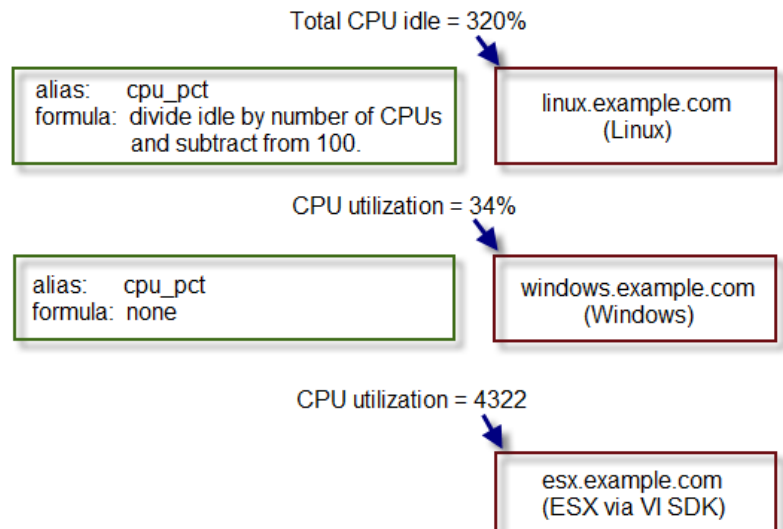 Total CPU idle = 320%
alias: cpu_pct
formula: divide idle by number of CPUs
and subtract from 100.
linux.example.com
(Linux)
CPU utilization = 34%
alias: cpu_pct
formula: none
windows.example.com
(Windows)
CPU utilization = 4322
esx.example.com
(ESX via VI SDK)